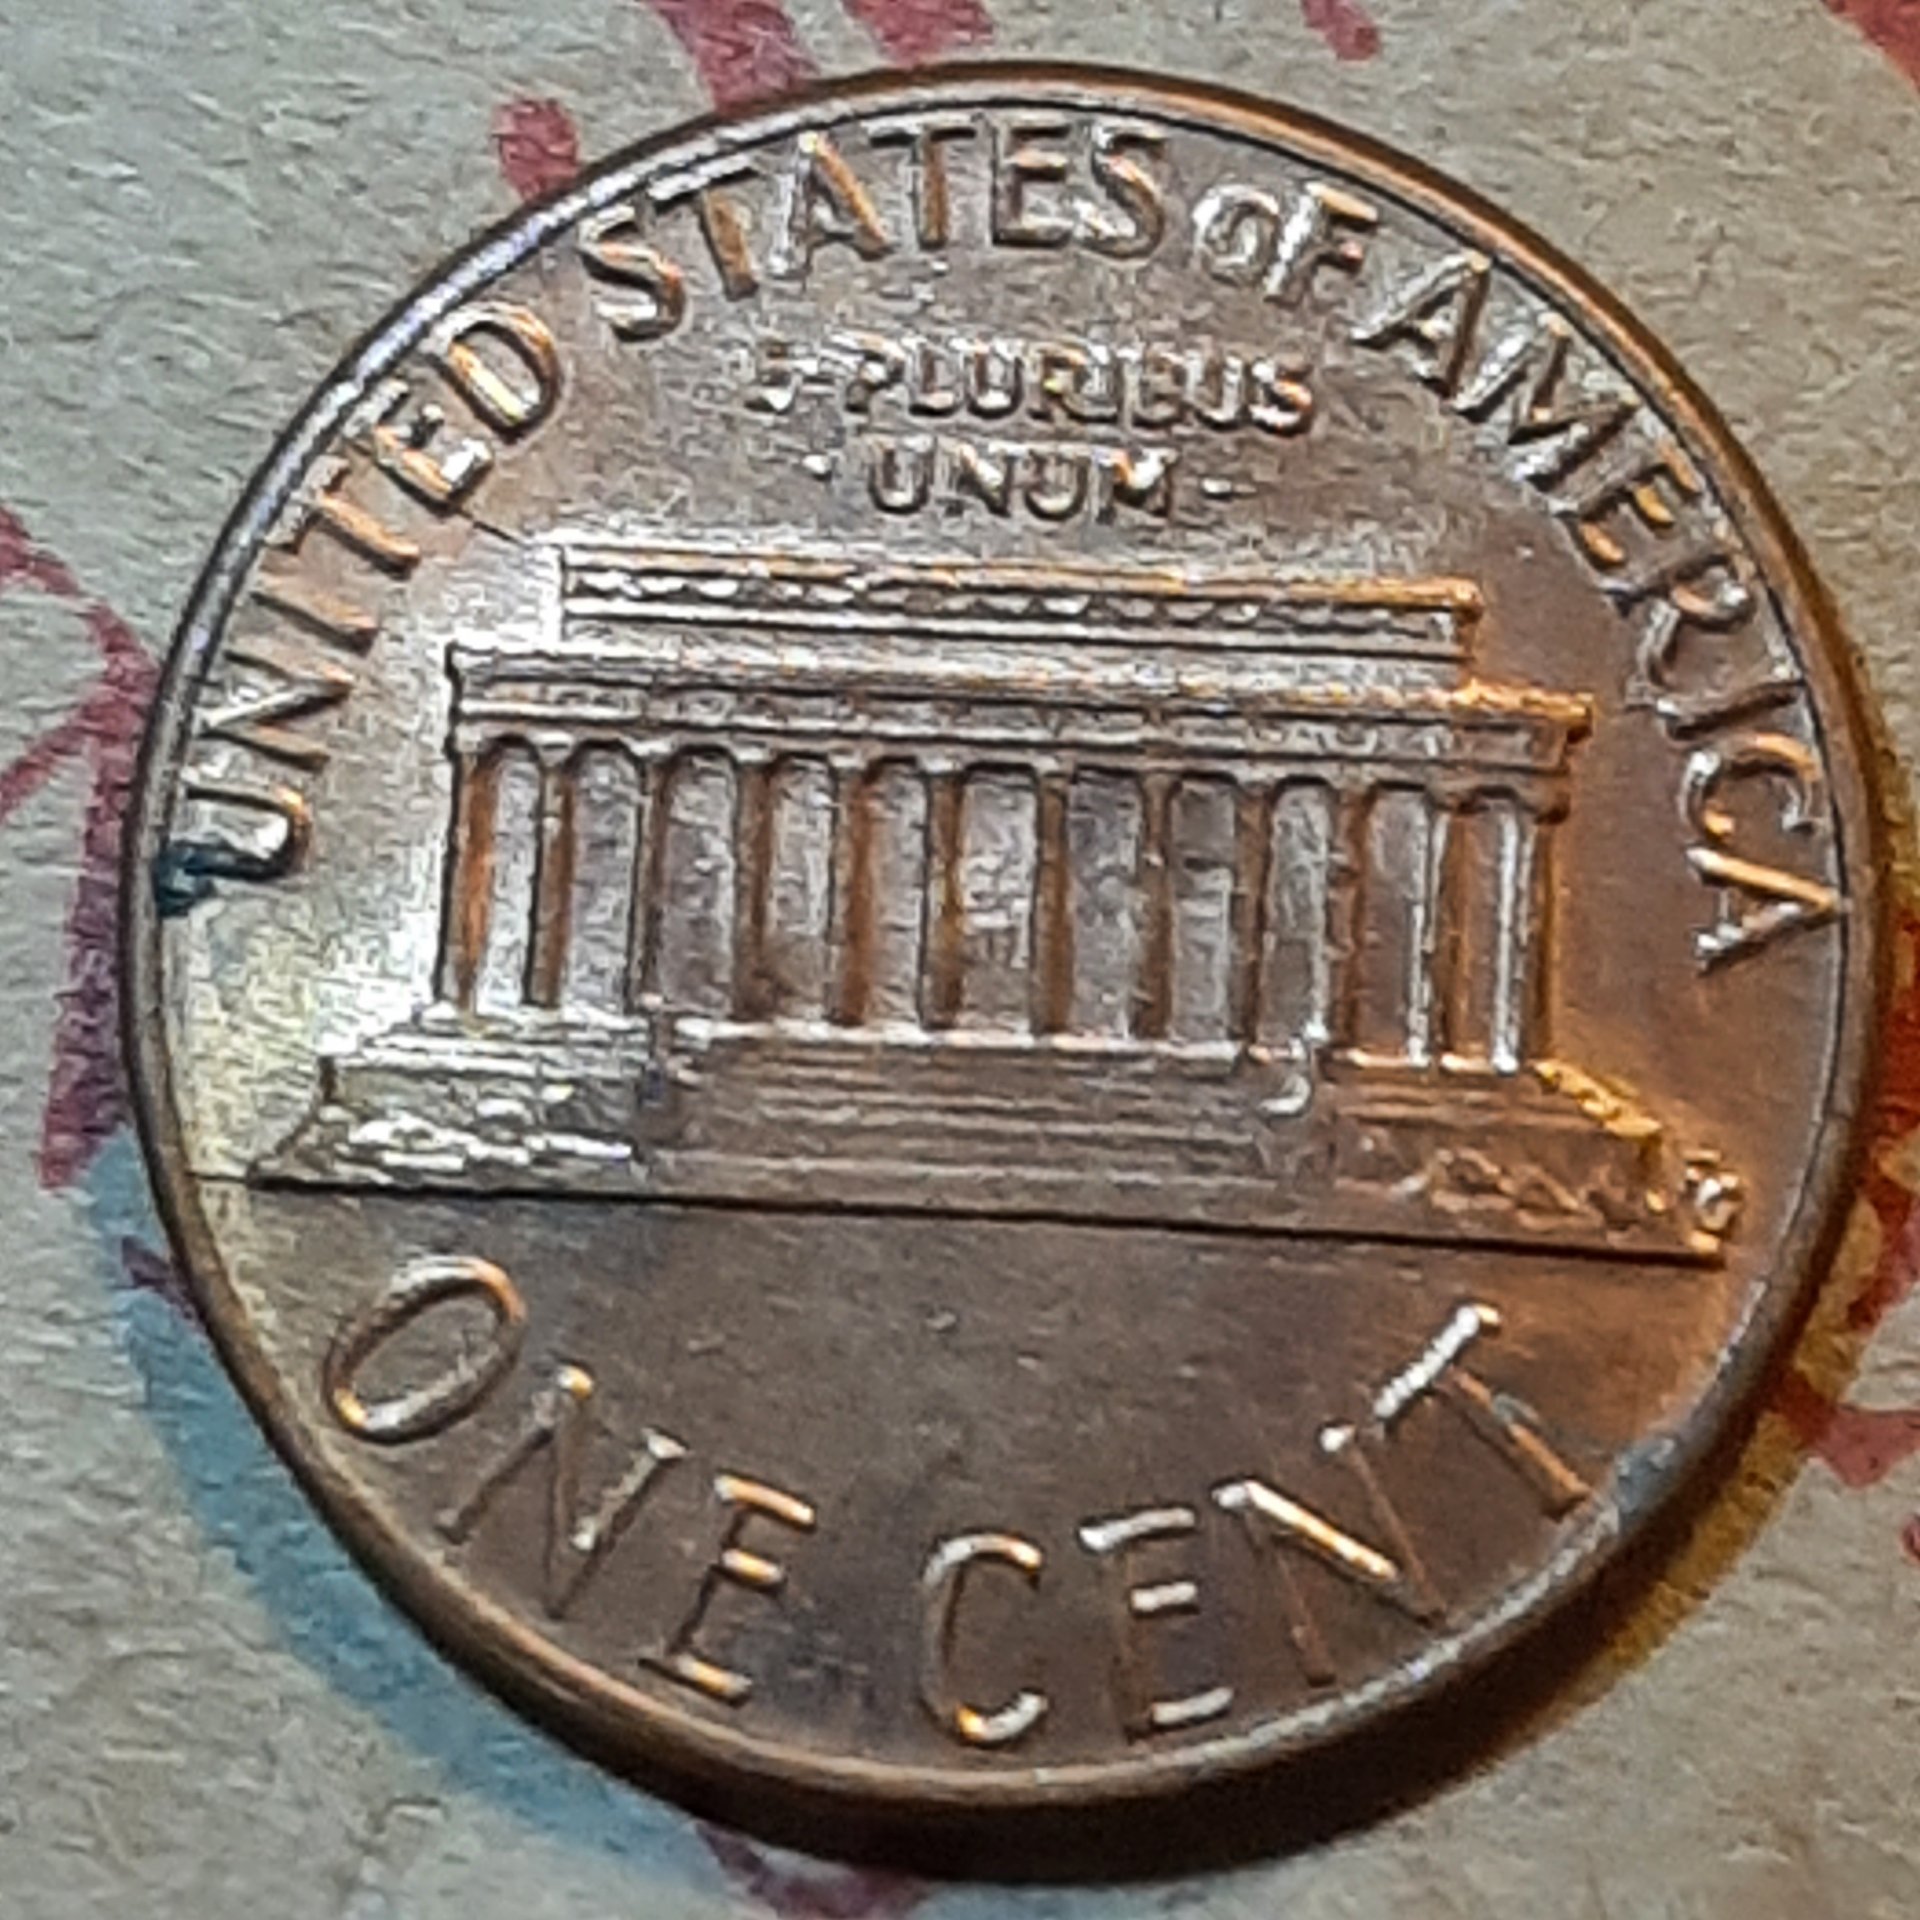 UNITED STATES OF AMERICA
E PLURIBUS
· UNUM ·
ONE CENT